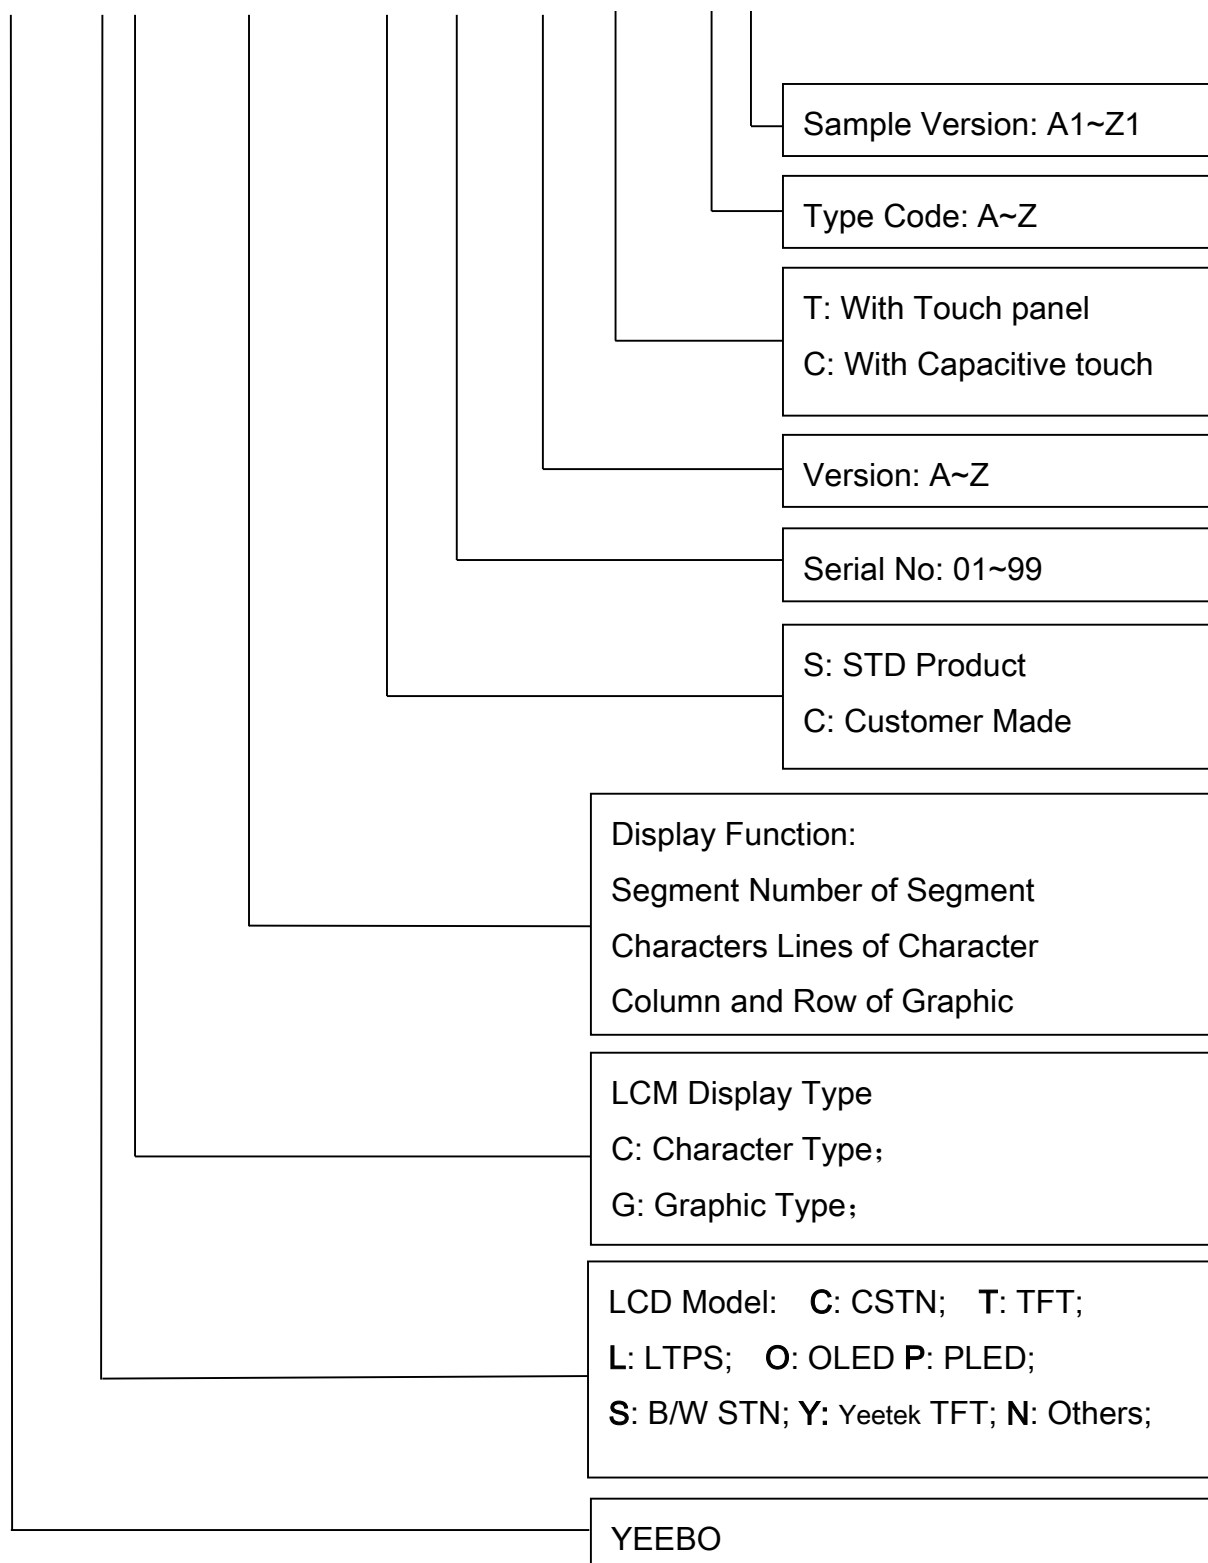 Sample Version: A1~Z1
Type Code: A~Z
T: With Touch panel
C: With Capacitive touch
Version: A~Z
Serial No: 01~99
S: STD Product
C: Customer Made
Display Function:
Segment Number of Segment
Characters Lines of Character
Column and Row of Graphic
LCM Display Type
C: Character Type；
G: Graphic Type；
LCD Model: C: CSTN; T: TFT;
L: LTPS; O: OLED P: PLED;
S: B/W STN; Y: Yeetek TFT; N: Others;
YEEBO